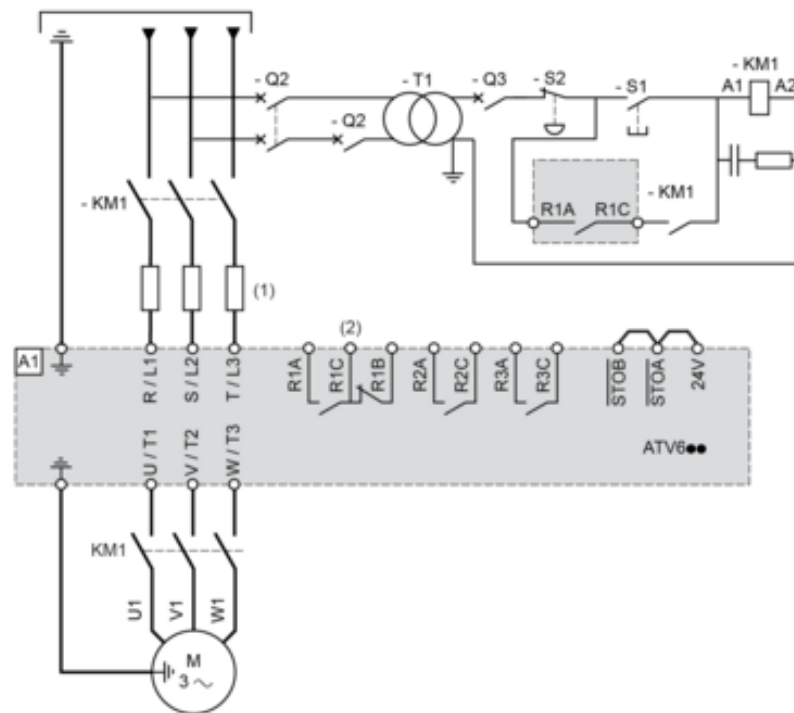 - Q2
- T1
- Q3
- S2
- S1
- KM1
A1
A2
- Q2
- KM1
R1A
R1C
- KM1
(1)
(2)
A1
R / L1
S / L2
T / L3
R1A
R1C
R1B
R2A
R2C
R3A
R3C
STOB
STOA
24V
U / T1
V / T2
W / T3
ATV6●●
KM1
U1
V1
W1
M
3 ~